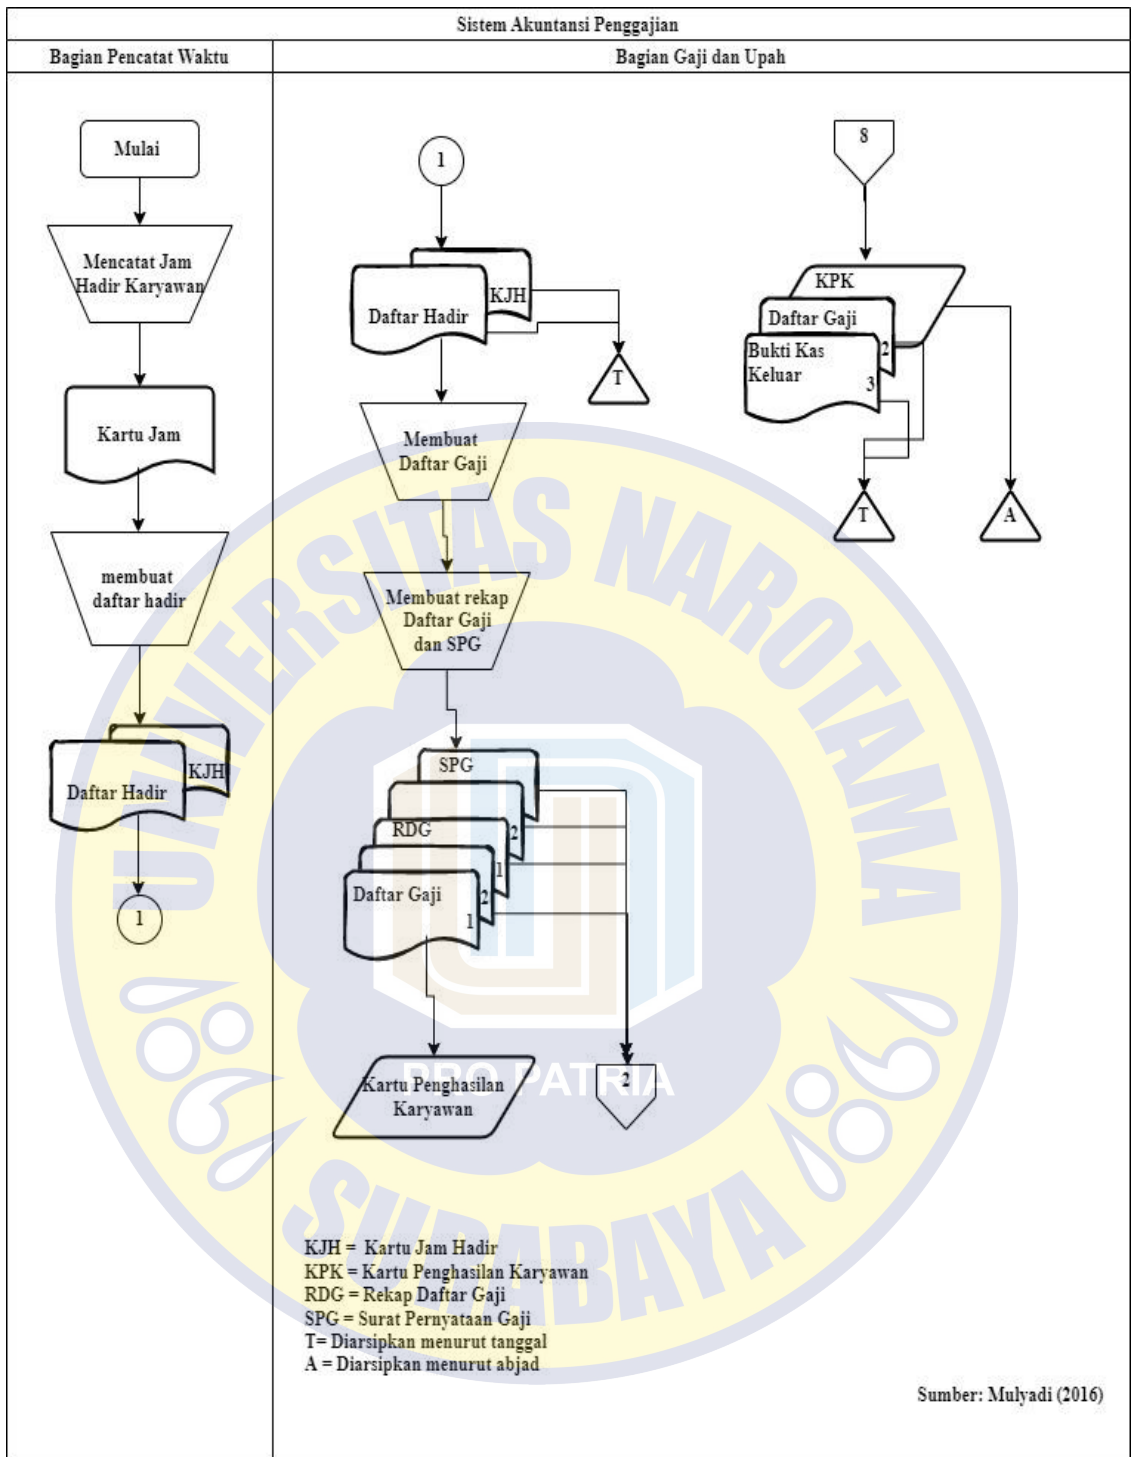 Sistem Akuntansi Penggajian
Bagian Pencatat Waktu
Bagian Gaji dan Upah
Mulai
Mencatat Jam
Hadir Karyawan
Kartu Jam
membuat
daftar hadir
KJH
Daftar Hadir
1
1
KJH
Daftar Hadir
T
Membuat
Daftar Gaji
Membuat rekap
Daftar Gaji
dan SPG
SPG
2
RDG
1
2
Daftar Gaji
1
Kartu Penghasilan
Karyawan
2
8
KPK
Daftar Gaji
2
Bukti Kas
Keluar
3
T
A
KJH = Kartu Jam Hadir
KPK = Kartu Penghasilan Karyawan
RDG = Rekap Daftar Gaji
SPG = Surat Pernyataan Gaji
T= Diarsipkan menurut tanggal
A = Diarsipkan menurut abjad
Sumber: Mulyadi (2016)
UNIVERSITAS NAROTAMA
PRO PATRIA
SURABAYA